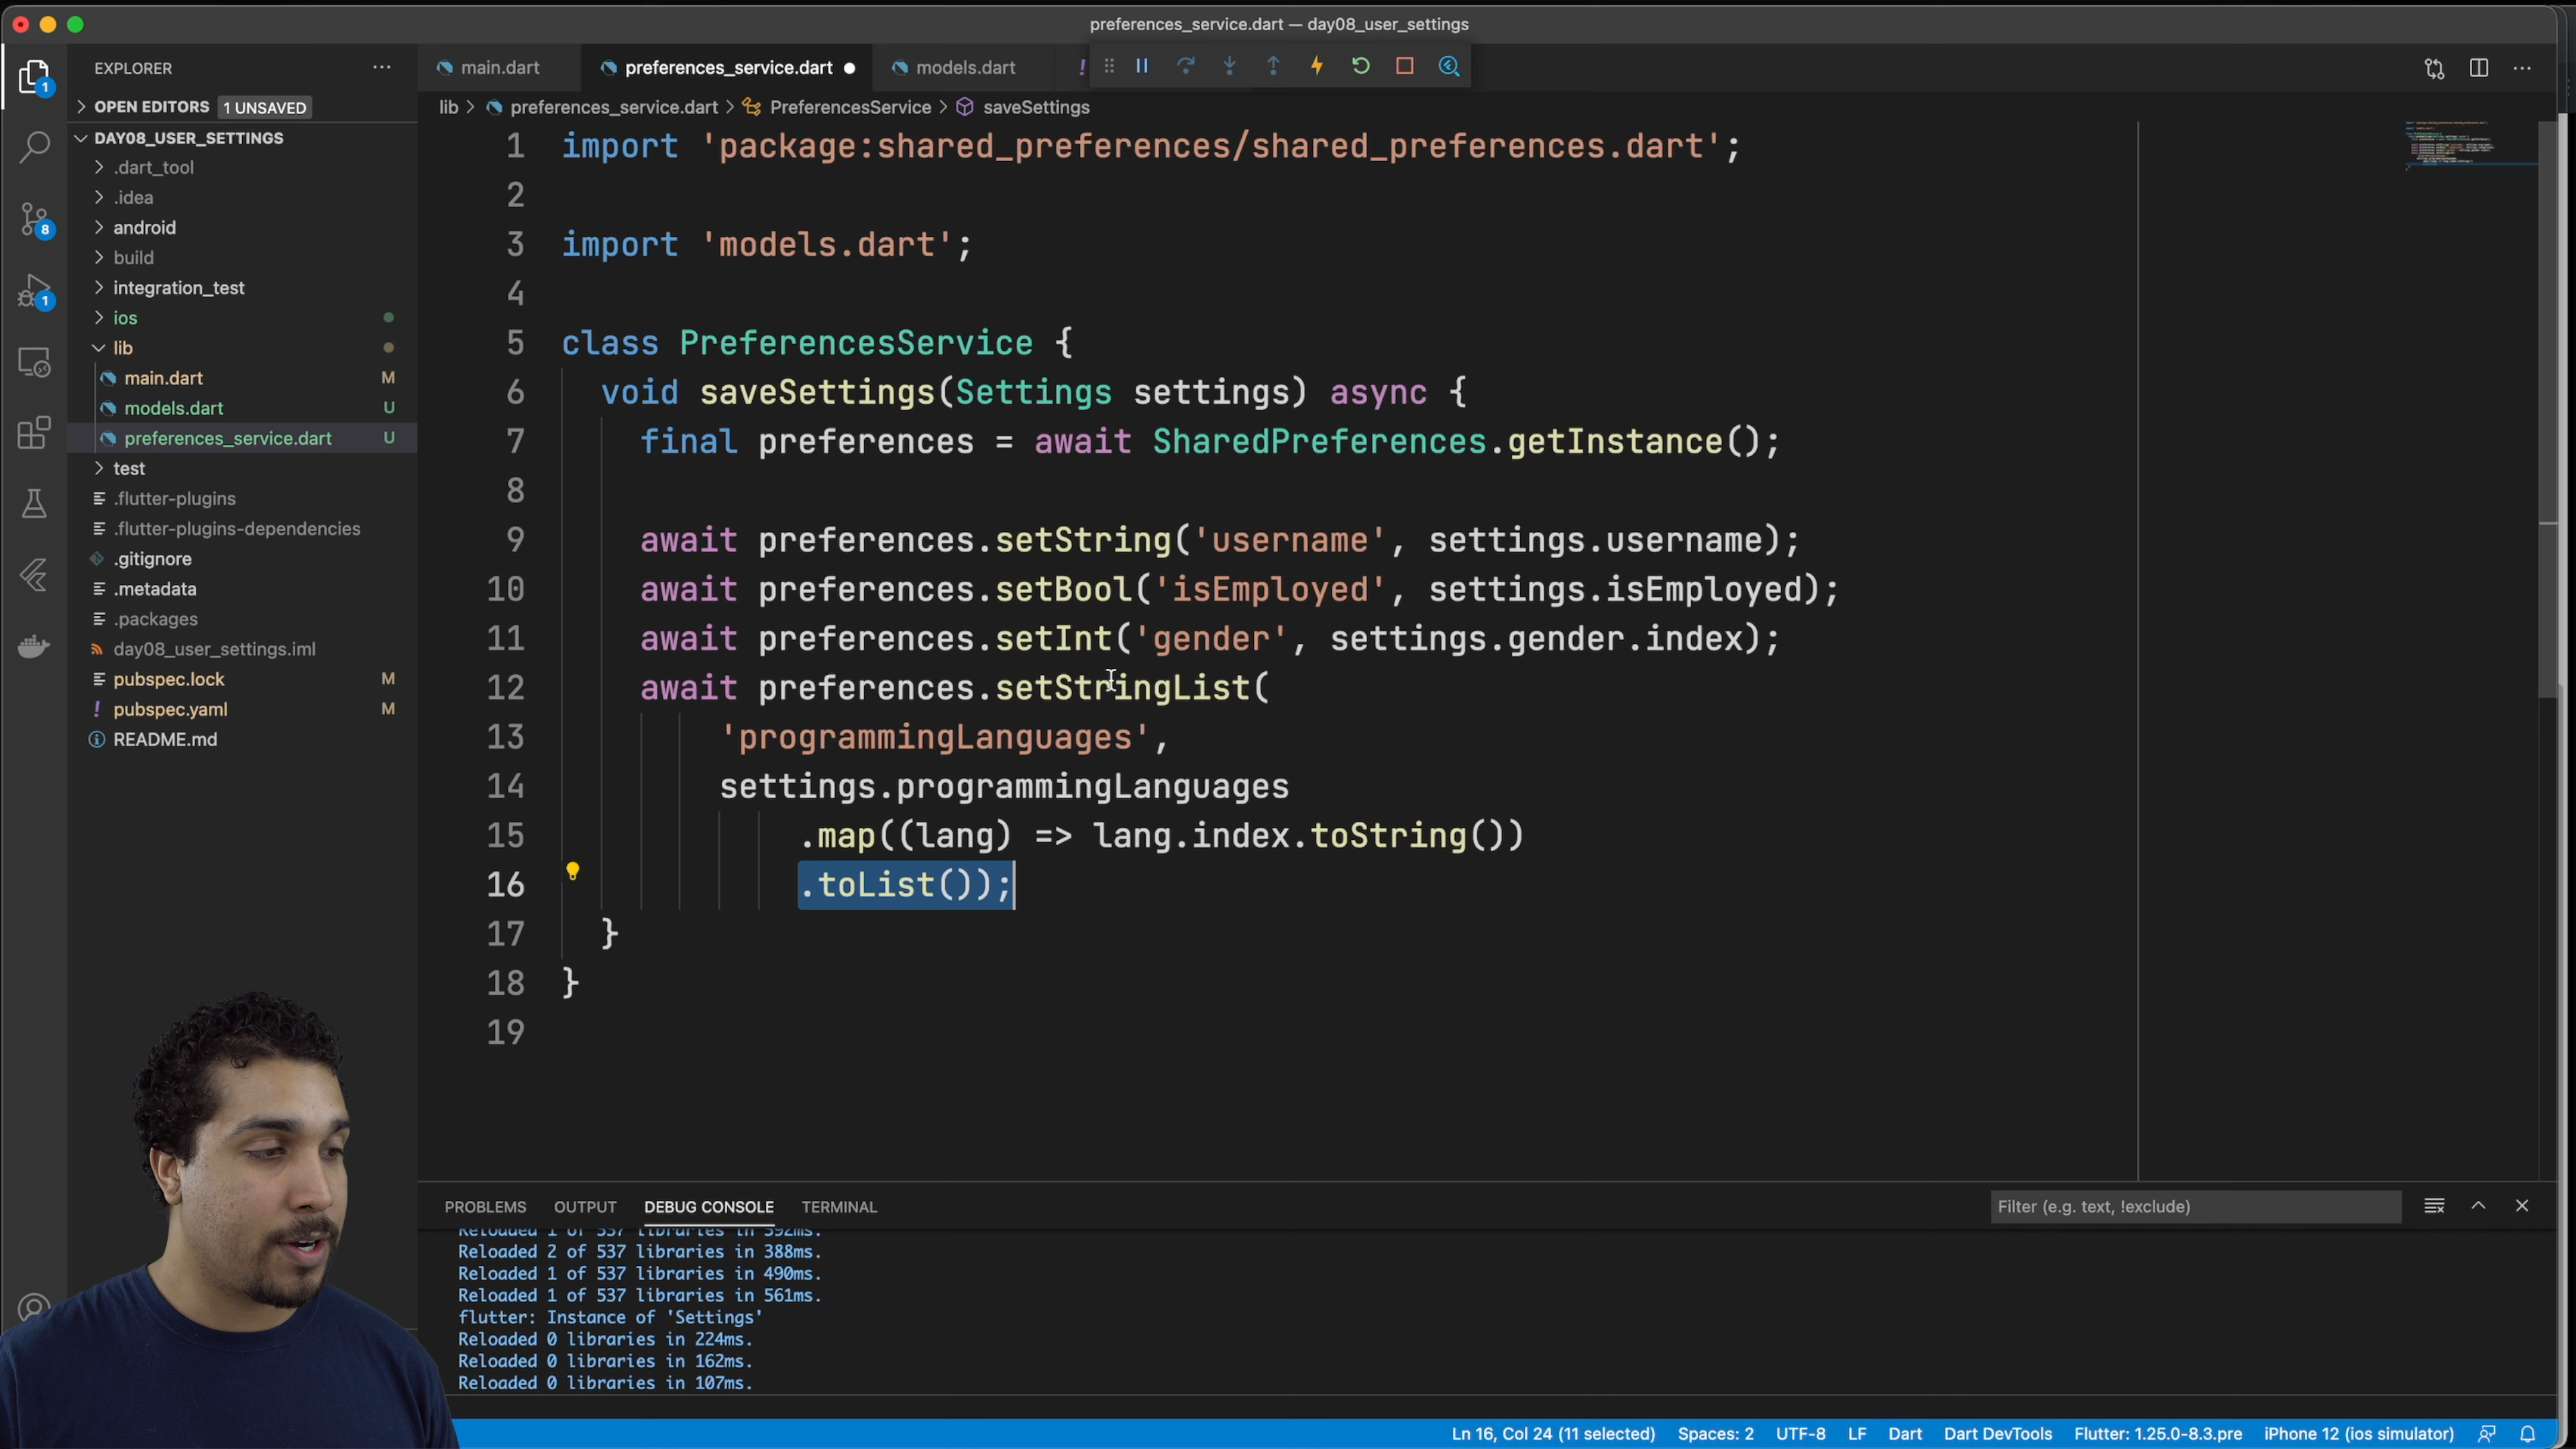 preferences_service.dart — day08_user_settings
EXPLORER
main.dart
preferences_service.dart
models.dart
OPEN EDITORS 1 UNSAVED
lib > preferences_service.dart > PreferencesService > saveSettings
DAY08_USER_SETTINGS
.dart_tool
.idea
android
build
integration_test
ios
lib
main.dart M
models.dart U
preferences_service.dart U
test
.flutter-plugins
.flutter-plugins-dependencies
.gitignore
.metadata
.packages
day08_user_settings.iml
pubspec.lock M
pubspec.yaml M
README.md
1
8
1
1 import 'package:shared_preferences/shared_preferences.dart';
2
3 import 'models.dart';
4
5 class PreferencesService {
6 void saveSettings(Settings settings) async {
7 final preferences = await SharedPreferences.getInstance();
8
9 await preferences.setString('username', settings.username);
10 await preferences.setBool('isEmployed', settings.isEmployed);
11 await preferences.setInt('gender', settings.gender.index);
12 await preferences.setStringList(
13 'programmingLanguages',
14 settings.programmingLanguages
15 .map((lang) => lang.index.toString())
16 .toList());
17 }
18 }
19
PROBLEMS OUTPUT DEBUG CONSOLE TERMINAL
Filter (e.g. text, !exclude)
Reloaded 1 of 537 libraries in 592ms.
Reloaded 2 of 537 libraries in 388ms.
Reloaded 1 of 537 libraries in 490ms.
Reloaded 1 of 537 libraries in 561ms.
flutter: Instance of 'Settings'
Reloaded 0 libraries in 224ms.
Reloaded 0 libraries in 162ms.
Reloaded 0 libraries in 107ms.
Ln 16, Col 24 (11 selected) Spaces: 2 UTF-8 LF Dart Dart DevTools Flutter: 1.25.0-8.3.pre iPhone 12 (ios simulator)